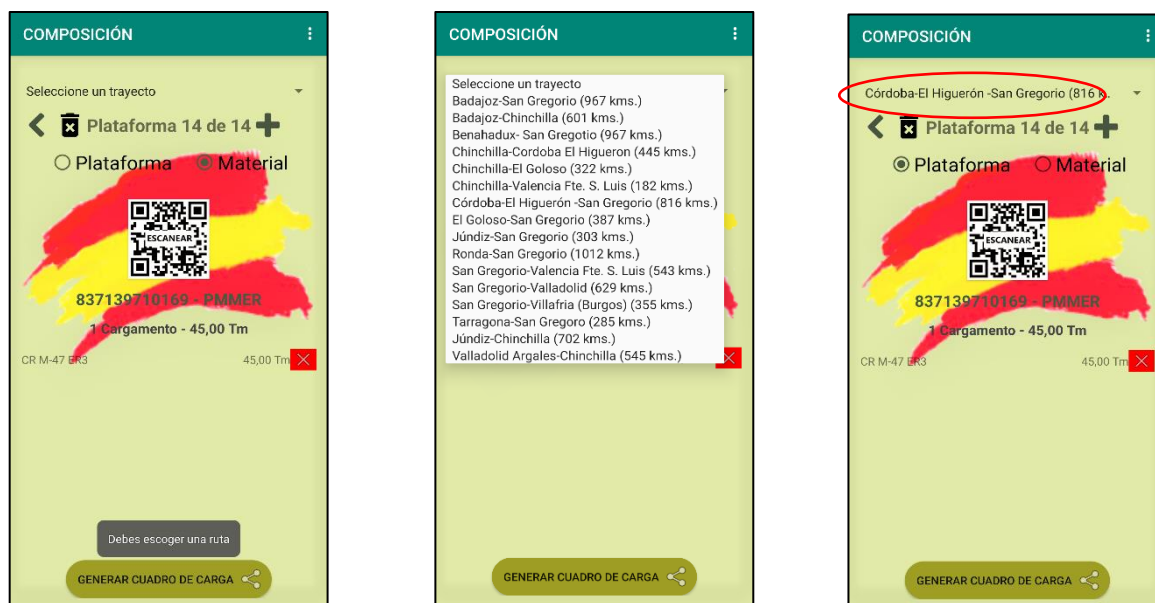 COMPOSICIÓN
Seleccione un trayecto
Plataforma 14 de 14
Plataforma
Material
ESCANEAR
837139710169 - PMMER
1 Cargamento - 45,00 Tm
CR M-47 ER3
45,00 Tm
Debes escoger una ruta
GENERAR CUADRO DE CARGA
COMPOSICIÓN
Seleccione un trayecto
Badajoz-San Gregorio (967 kms.)
Badajoz-Chinchilla (601 kms.)
Benahadux- San Gregotio (967 kms.)
Chinchilla-Cordoba El Higueron (445 kms.)
Chinchilla-El Goloso (322 kms.)
Chinchilla-Valencia Fte. S. Luis (182 kms.)
Córdoba-El Higuerón -San Gregorio (816 kms.)
El Goloso-San Gregorio (387 kms.)
Júndiz-San Gregorio (303 kms.)
Ronda-San Gregorio (1012 kms.)
San Gregorio-Valencia Fte. S. Luis (543 kms.)
San Gregorio-Valladolid (629 kms.)
San Gregorio-Villafria (Burgos) (355 kms.)
Tarragona-San Gregoro (285 kms.)
Júndiz-Chinchilla (702 kms.)
Valladolid Argales-Chinchilla (545 kms.)
GENERAR CUADRO DE CARGA
COMPOSICIÓN
Córdoba-El Higuerón -San Gregorio (816 k.
Plataforma 14 de 14
Plataforma
Material
ESCANEAR
837139710169 - PMMER
1 Cargamento - 45,00 Tm
CR M-47 ER3
45,00 Tm
GENERAR CUADRO DE CARGA